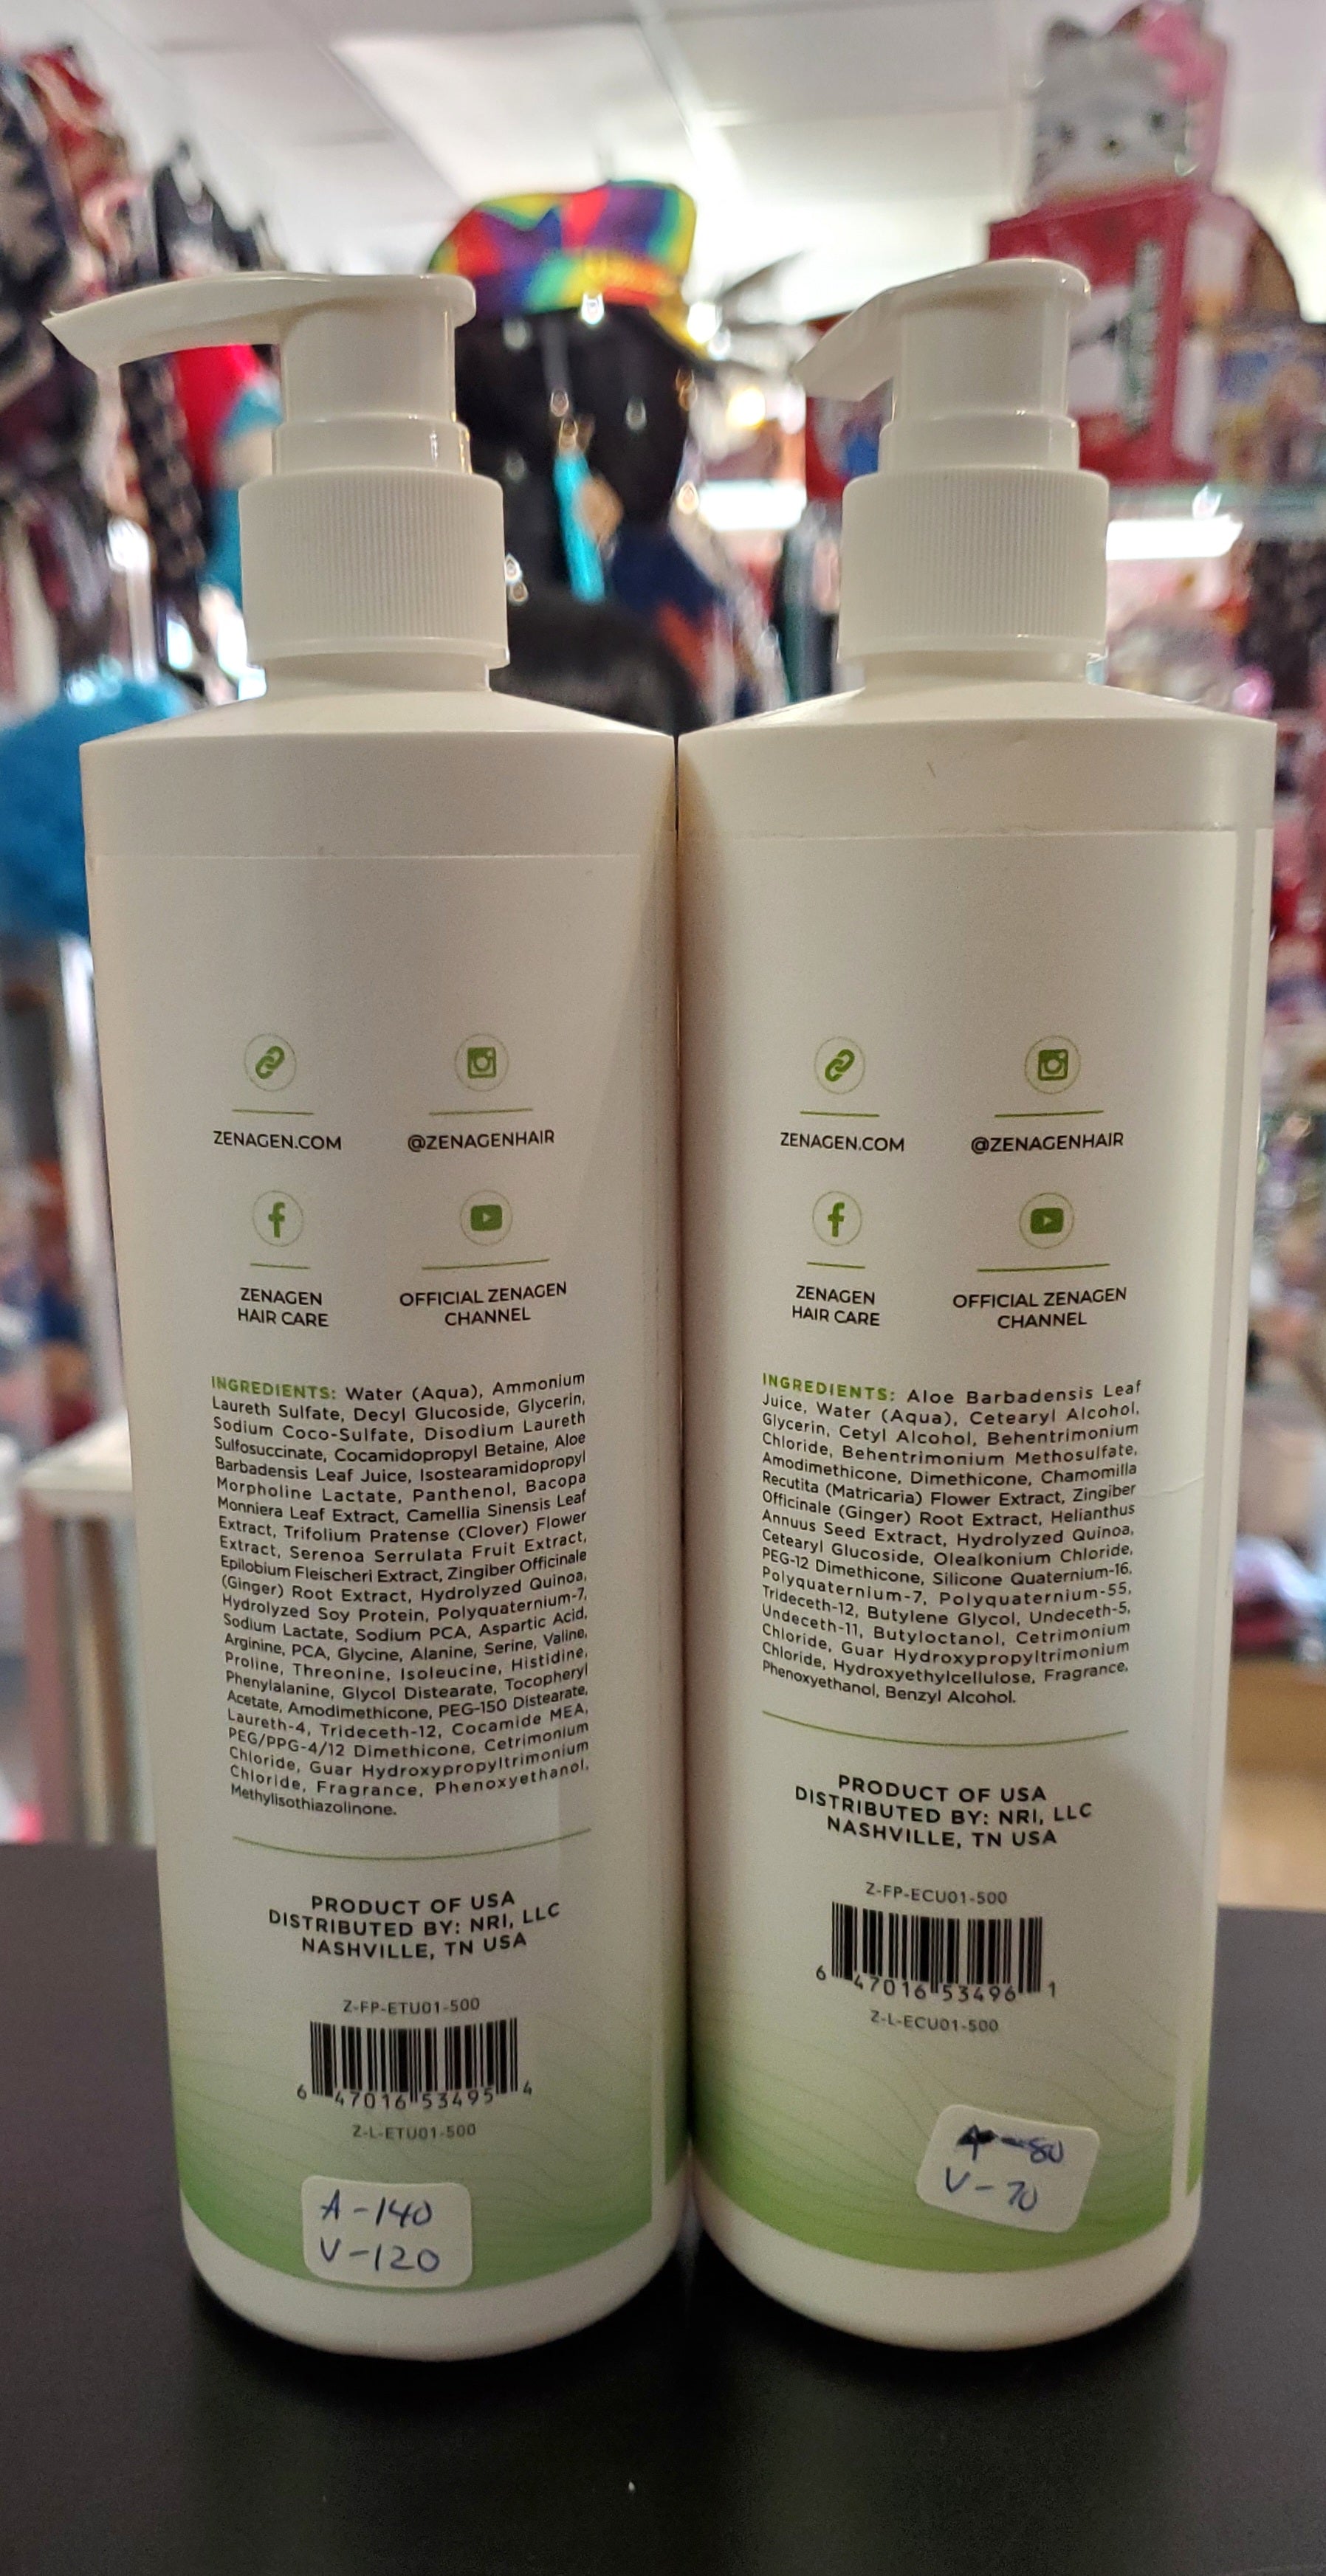 ZENAGEN.COM
@ZENAGENHAIR
ZENAGEN
HAIR CARE
OFFICIAL ZENAGEN
CHANNEL
INGREDIENTS: Water (Aqua), Ammonium
Laureth Sulfate, Decyl Glucoside, Glycerin,
Sodium Coco-Sulfate, Disodium Laureth
Sulfosuccinate, Cocamidopropyl Betaine, Aloe
Barbadensis Leaf Juice, Isostearamidopropyl
Morpholine Lactate, Panthenol, Bacopa
Monniera Leaf Extract, Camellia Sinensis Leaf
Extract, Trifolium Pratense (Clover) Flower
Extract, Serenoa Serrulata Fruit Extract,
Epilobium Fleischeri Extract, Zingiber Officinale
(Ginger) Root Extract, Hydrolyzed Quinoa,
Hydrolyzed Soy Protein, Polyquaternium-7,
Sodium Lactate, Sodium PCA, Aspartic Acid,
Arginine, PCA, Glycine, Alanine, Serine, Valine,
Proline, Threonine, Isoleucine, Histidine,
Phenylalanine, Glycol Distearate, Tocopheryl
Acetate, Amodimethicone, PEG-150 Distearate,
Laureth-4, Trideceth-12, Cocamide MEA,
PEG/PPG-4/12 Dimethicone, Cetrimonium
Chloride, Guar Hydroxypropyltrimonium
Chloride, Fragrance, Phenoxyethanol,
Methylisothiazolinone.
PRODUCT OF USA
DISTRIBUTED BY: NRI, LLC
NASHVILLE, TN USA
Z-FP-ETU01-500
6 47016 53495 4
Z-L-ETU01-500
A-140
V-120
ZENAGEN.COM
@ZENAGENHAIR
ZENAGEN
HAIR CARE
OFFICIAL ZENAGEN
CHANNEL
INGREDIENTS: Aloe Barbadensis Leaf
Juice, Water (Aqua), Cetearyl Alcohol,
Glycerin, Cetyl Alcohol, Behentrimonium
Chloride, Behentrimonium Methosulfate,
Amodimethicone, Dimethicone, Chamomilla
Recutita (Matricaria) Flower Extract, Zingiber
Officinale (Ginger) Root Extract, Helianthus
Annuus Seed Extract, Hydrolyzed Quinoa,
Cetearyl Glucoside, Olealkonium Chloride,
PEG-12 Dimethicone, Silicone Quaternium-16,
Polyquaternium-7, Polyquaternium-55,
Trideceth-12, Butylene Glycol, Undeceth-5,
Undeceth-11, Butyloctanol, Cetrimonium
Chloride, Guar Hydroxypropyltrimonium
Chloride, Hydroxyethylcellulose, Fragrance,
Phenoxyethanol, Benzyl Alcohol.
PRODUCT OF USA
DISTRIBUTED BY: NRI, LLC
NASHVILLE, TN USA
Z-FP-ECU01-500
6 47016 53496 1
Z-L-ECU01-500
A-80
V-70